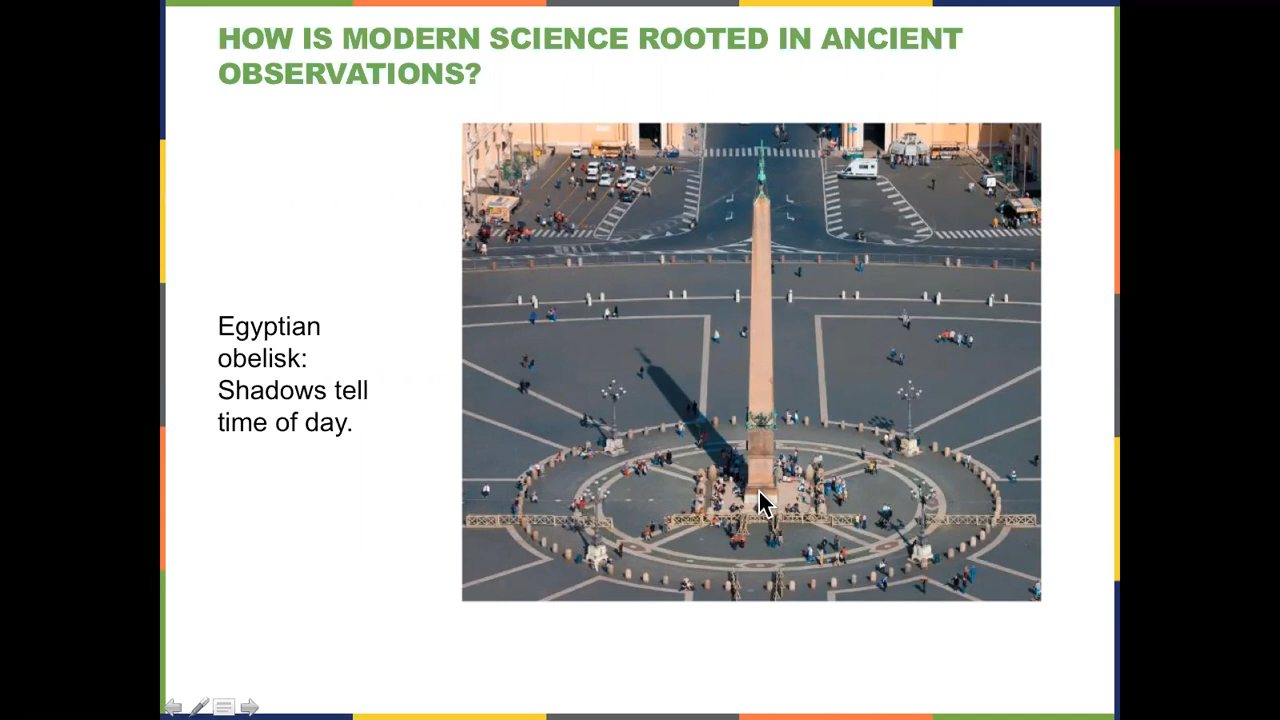 HOW IS MODERN SCIENCE ROOTED IN ANCIENT
OBSERVATIONS?
Egyptian
obelisk:
Shadows tell
time of day.